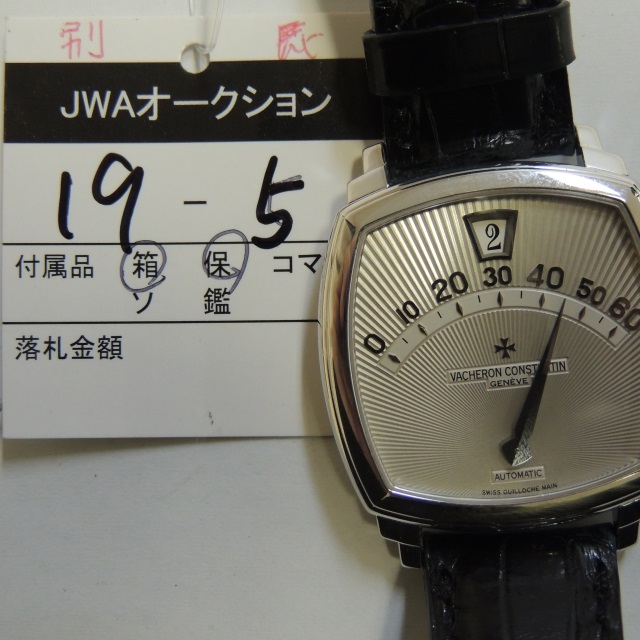 別 民
JWAオークション
19-5
付属品 箱 保 コマ
ソ 鑑
落札金額
2
0 10 20 30 40 50 60
VACHERON CONSTANTIN
GENÈVE
AUTOMATIC
SWISS GUILLOCHE MAIN